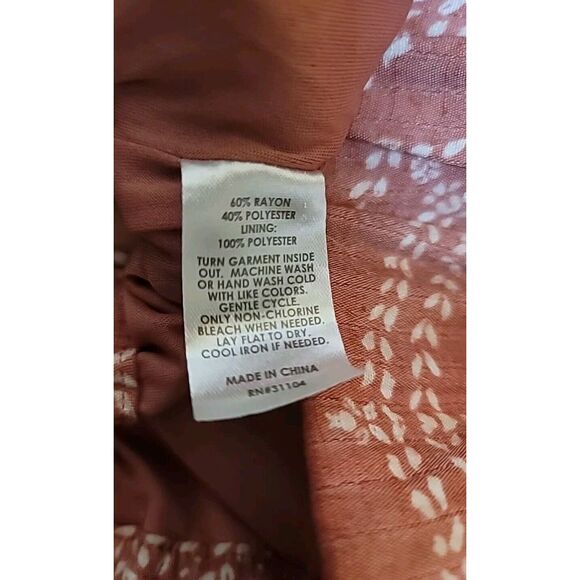 60% RAYON
40% POLYESTER
LINING:
100% POLYESTER
TURN GARMENT INSIDE
OUT. MACHINE WASH
OR HAND WASH COLD
WITH LIKE COLORS.
GENTLE CYCLE.
ONLY NON-CHLORINE
BLEACH WHEN NEEDED.
LAY FLAT TO DRY.
COOL IRON IF NEEDED.
MADE IN CHINA
RN#31104